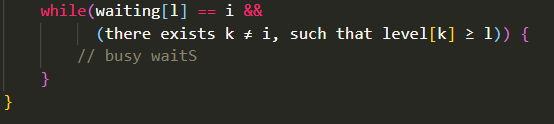 while(waiting[l] == i &&
(there exists k ≠ i, such that level[k] ≥ l)) {
// busy waitS
}
}